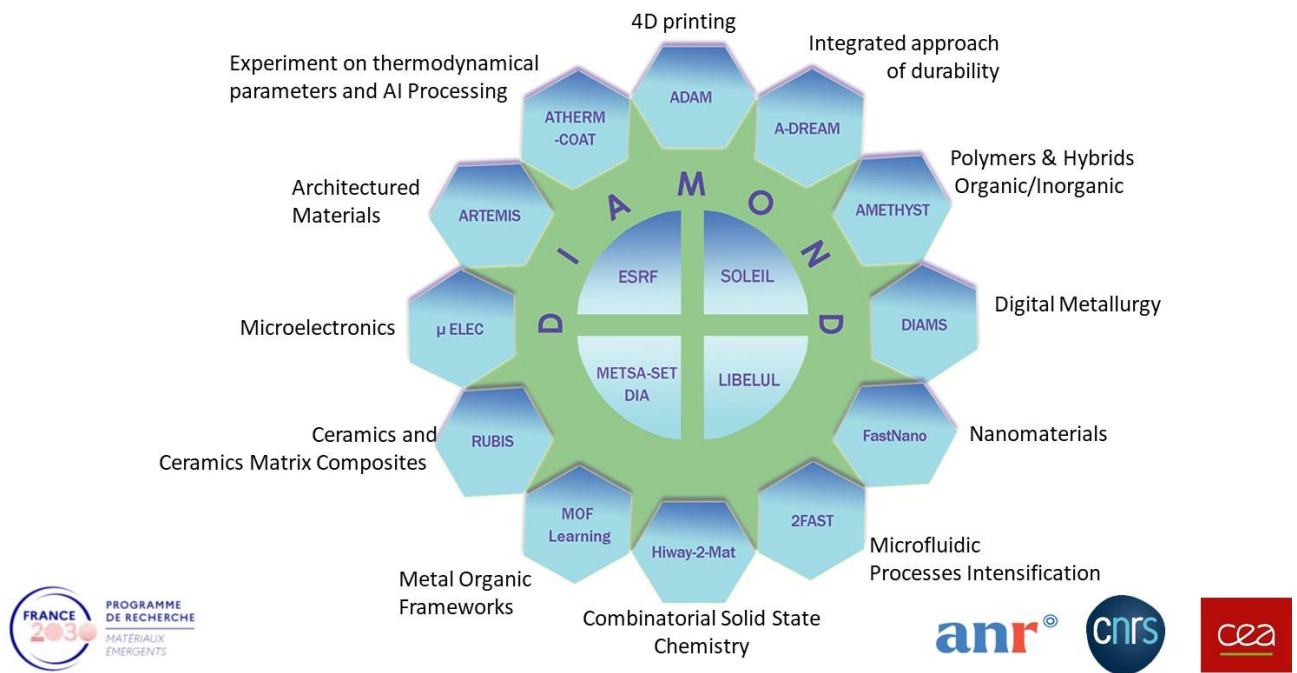 4D printing
Integrated approach
of durability
Experiment on thermodynamical
parameters and AI Processing
ADAM
ATHERM
-COAT
A-DREAM
Polymers & Hybrids
Organic/Inorganic
Architectured
Materials
ARTEMIS
AMETHYST
DIAMOND
ESRF
SOLEIL
Microelectronics
µ ELEC
DIAMS
Digital Metallurgy
METSA-SET
DIA
LIBELUL
Ceramics and
Ceramics Matrix Composites
RUBIS
FastNano
Nanomaterials
MOF
Learning
Hiway-2-Mat
2FAST
Microfluidic
Processes Intensification
Metal Organic
Frameworks
Combinatorial Solid State
Chemistry
FRANCE
2030
PROGRAMME
DE RECHERCHE
MATÉRIAUX
ÉMERGENTS
anr
cnrs
cea